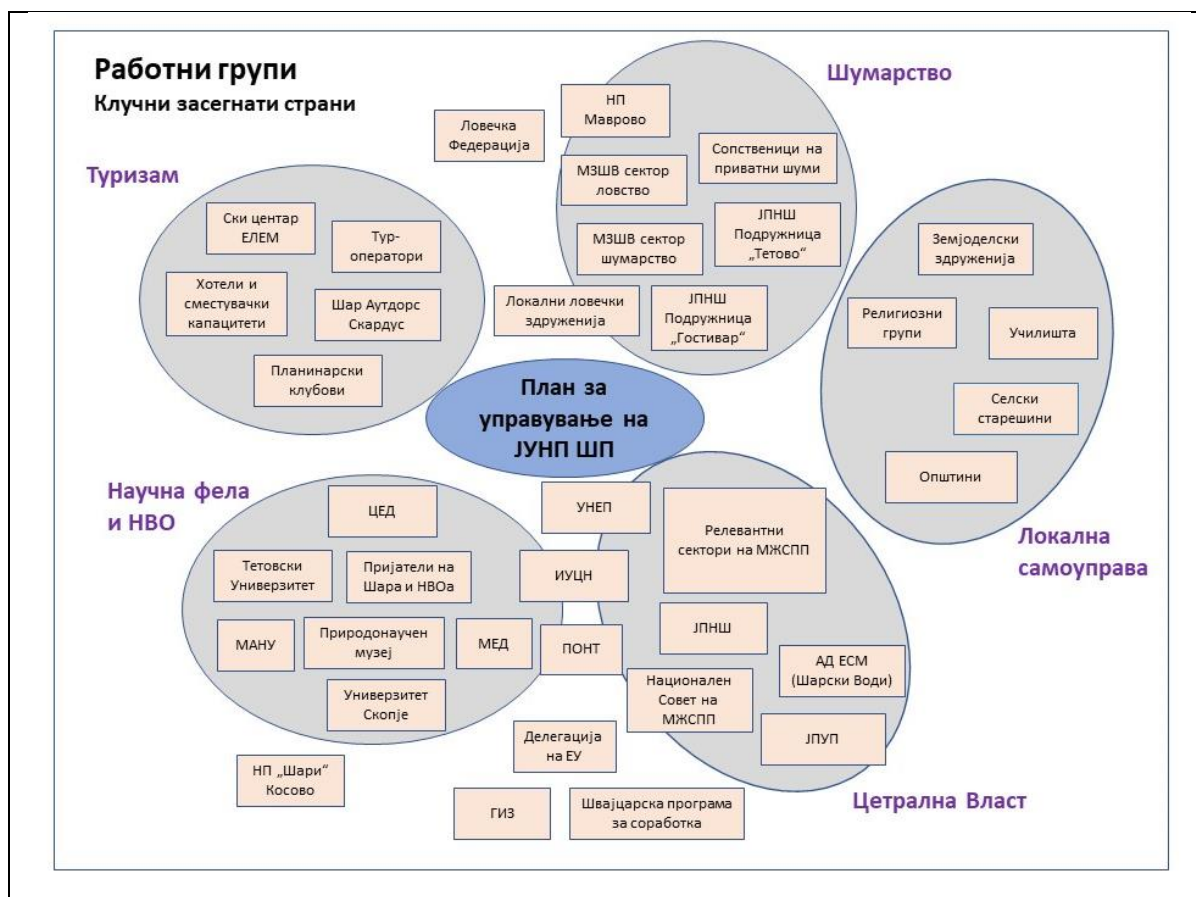 Работни групи
Клучни засегнати страни
Туризам
Ски центар
ЕЛЕМ
Тур-
оператори
Хотели и
сместувачки
капацитети
Шар Аутдорс
Скардус
Планинарски
клубови
Ловечка
Федерација
Шумарство
НП
Маврово
МЗШВ сектор
ловство
Сопственици на
приватни шуми
МЗШВ сектор
шумарство
ЈПНШ
Подружница
„Тетово“
Локални ловечки
здруженија
ЈПНШ
Подружница
„Гостивар“
Земјоделски
здруженија
Религиозни
групи
Училишта
Селски
старешини
Општини
Локална
самоуправа
План за
управување на
ЈУНП ШП
Научна фела
и НВО
ЦЕД
Тетовски
Универзитет
Пријатели на
Шара и НВОа
МАНУ
Природонаучен
музеј
МЕД
Универзитет
Скопје
УНЕП
ИУЦН
ПОНТ
Релевантни
сектори на МЖСПП
ЈПНШ
АД ЕСМ
(Шарски Води)
Национален
Совет на
МЖСПП
ЈПУП
Цетрална Власт
Делегација
на ЕУ
НП „Шари“
Косово
ГИЗ
Швајцарска програма
за соработка